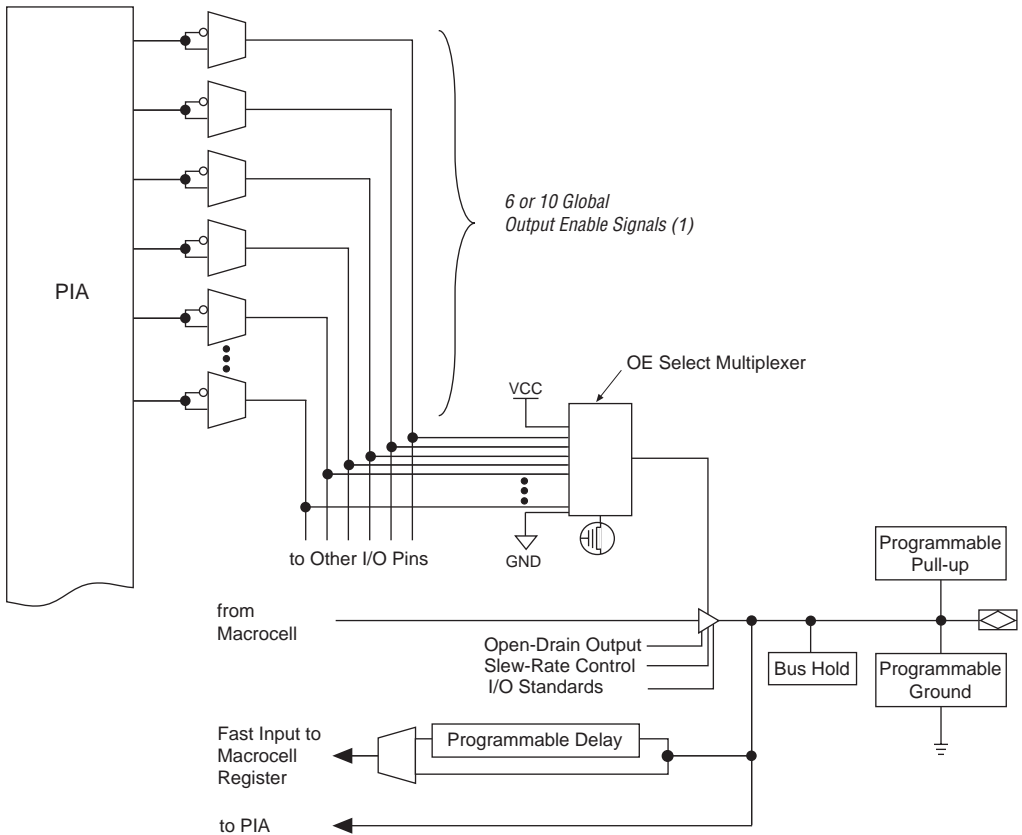 PIA
6 or 10 Global
Output Enable Signals (1)
OE Select Multiplexer
VCC
GND
to Other I/O Pins
Programmable
Pull-up
from
Macrocell
Open-Drain Output
Slew-Rate Control
I/O Standards
Bus Hold
Programmable
Ground
Fast Input to
Macrocell
Register
Programmable Delay
to PIA